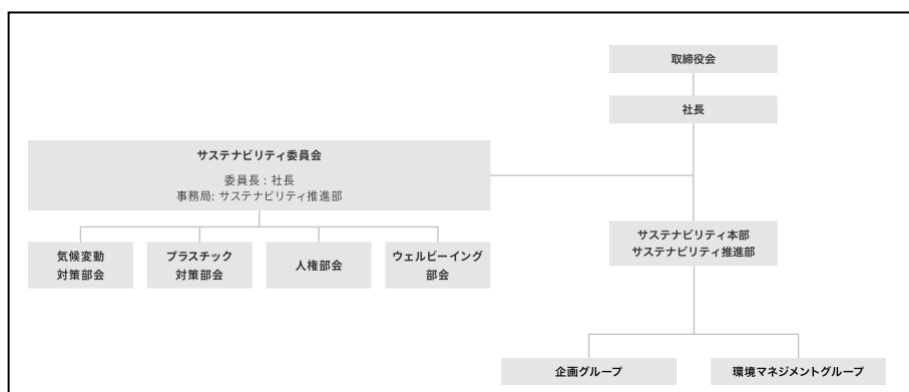 取締役会
社長
サステナビリティ委員会
委員長 : 社長
事務局: サステナビリティ推進部
気候変動
対策部会
プラスチック
対策部会
人権部会
ウェルビーイング
部会
サステナビリティ本部
サステナビリティ推進部
企画グループ
環境マネジメントグループ